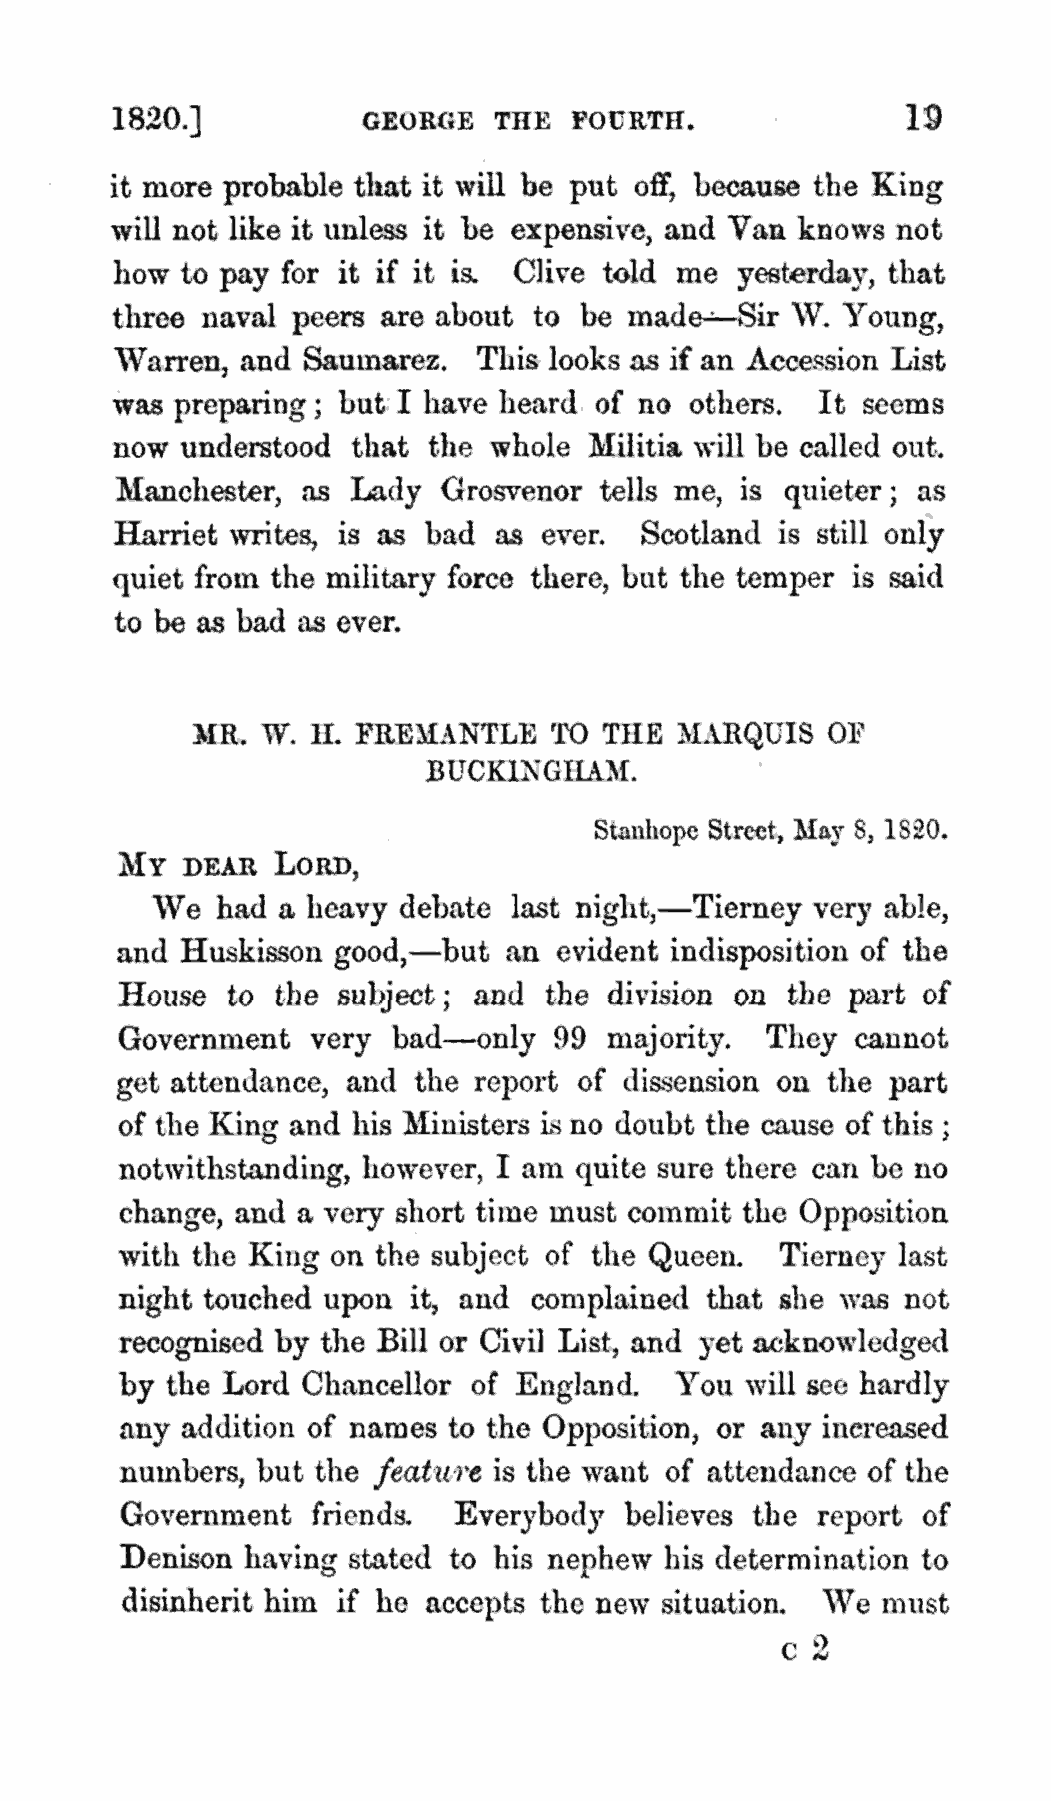 1820.] GEORGE THE FOURTH. 19
it more probable that it will be put off, because the King
will not like it unless it be expensive, and Van knows not
how to pay for it if it is. Clive told me yesterday, that
three naval peers are about to be made—Sir W. Young,
Warren, and Saumarez. This looks as if an Accession List
was preparing; but I have heard of no others. It seems
now understood that the whole Militia will be called out.
Manchester, as Lady Grosvenor tells me, is quieter; as
Harriet writes, is as bad as ever. Scotland is still only
quiet from the military force there, but the temper is said
to be as bad as ever.
MR. W. H. FREMANTLE TO THE MARQUIS OF
BUCKINGHAM.
Stanhope Street, May 8, 1820.
MY DEAR LORD,
We had a heavy debate last night,—Tierney very able,
and Huskisson good,—but an evident indisposition of the
House to the subject; and the division on the part of
Government very bad—only 99 majority. They cannot
get attendance, and the report of dissension on the part
of the King and his Ministers is no doubt the cause of this;
notwithstanding, however, I am quite sure there can be no
change, and a very short time must commit the Opposition
with the King on the subject of the Queen. Tierney last
night touched upon it, and complained that she was not
recognised by the Bill or Civil List, and yet acknowledged
by the Lord Chancellor of England. You will see hardly
any addition of names to the Opposition, or any increased
numbers, but the feature is the want of attendance of the
Government friends. Everybody believes the report of
Denison having stated to his nephew his determination to
disinherit him if he accepts the new situation. We must
C 2